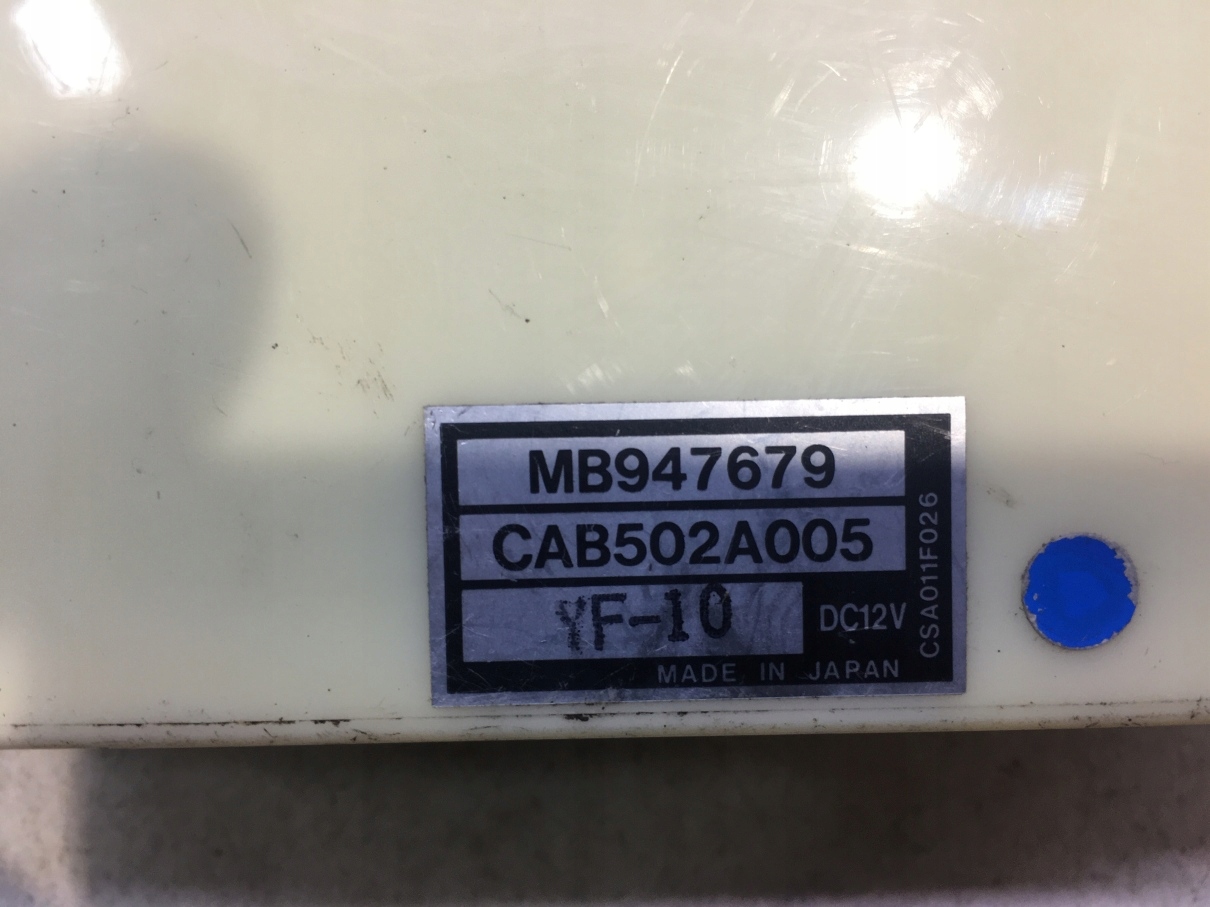 MB947679
CAB502A005
YF-10
DC12V
MADE IN JAPAN
CSA011F026